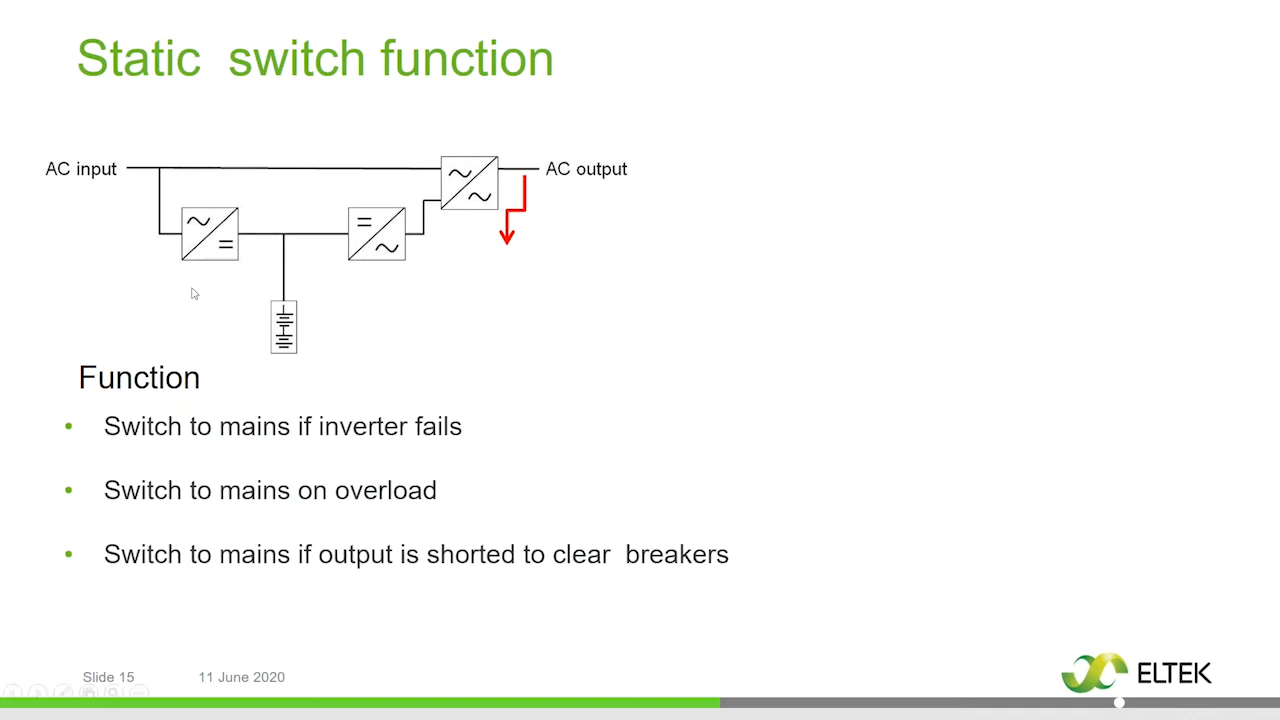 Static switch function
AC input
AC output
Function
• Switch to mains if inverter fails
• Switch to mains on overload
• Switch to mains if output is shorted to clear breakers
Slide 15 11 June 2020
ELTEK